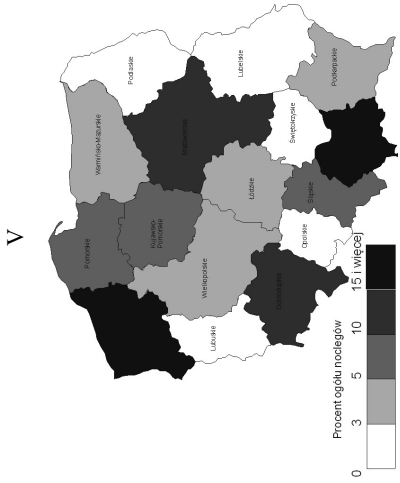 V
Podlaskie
Lubelskie
Podkarpackie
Warmińsko-Mazurskie
Mazowieckie
Świętokrzyskie
Łódzkie
Śląskie
Pomorskie
Kujawsko-
Pomorskie
Wielkopolskie
Opolskie
Dolnośląskie
Lubuskie
Procent ogółu noclegów
0 3 5 10 15 i więcej